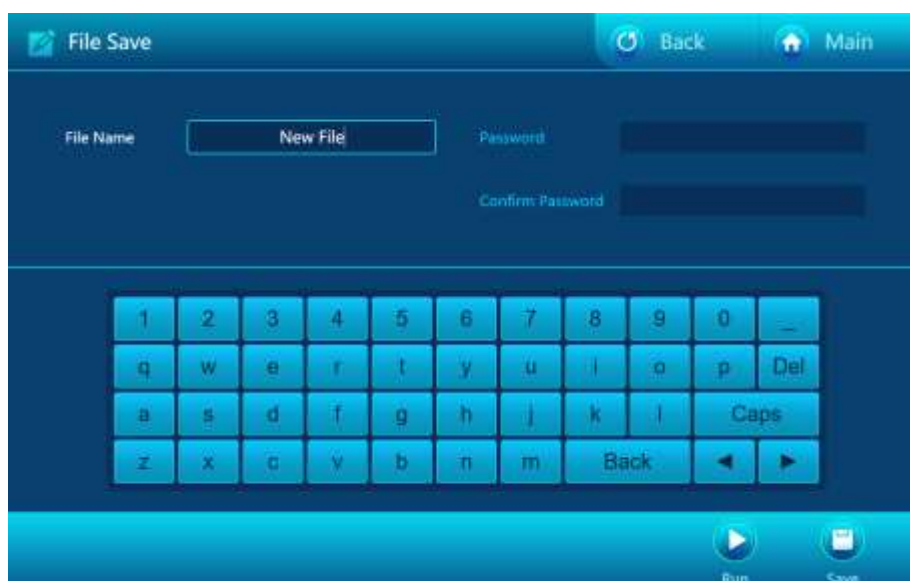 File Save
Back
Main
File Name
New File
Password
Confirm Password
1 2 3 4 5 6 7 8 9 0 _
q w e r t y u i o p Del
a s d f g h j k l Caps
z x c v b n m Back ◄ ►
Run
Save